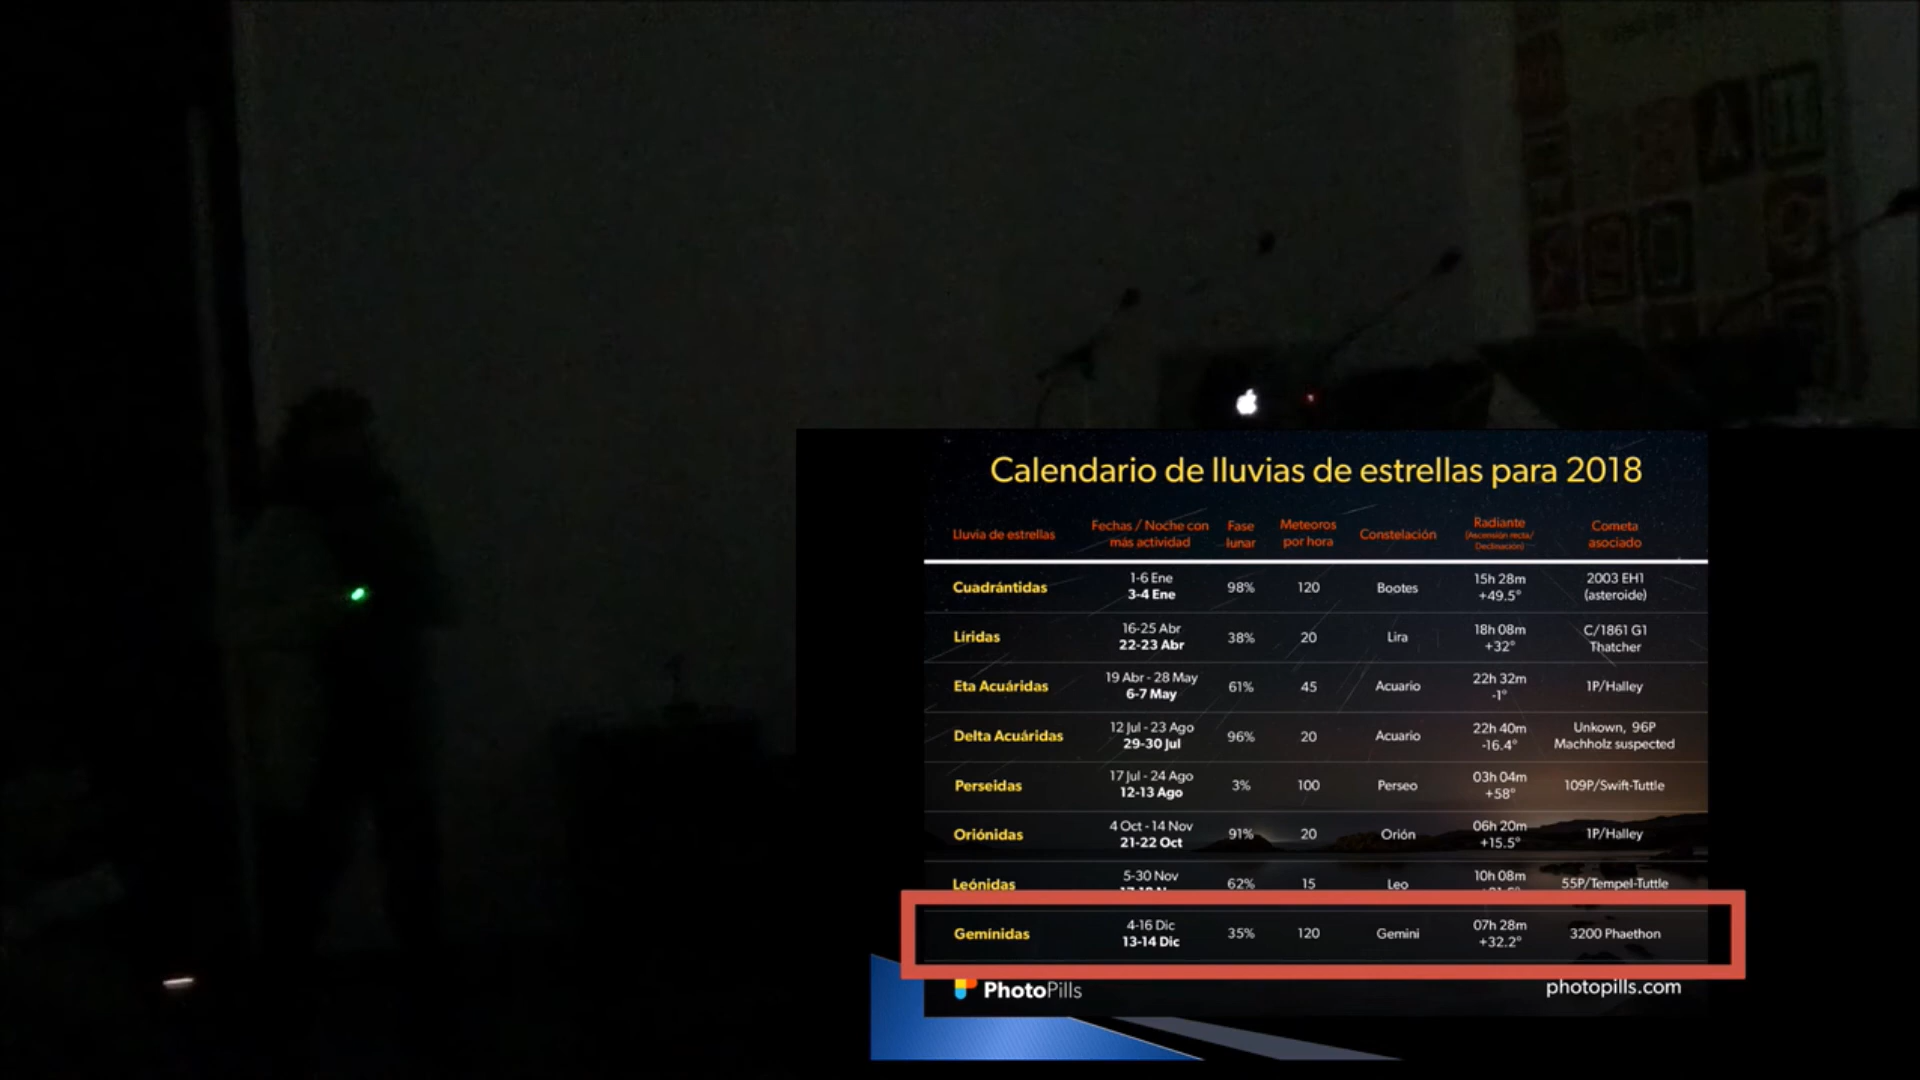 Calendario de lluvias de estrellas para 2018
Lluvia de estrellas
Fechas / Noche con
más actividad
Fase
lunar
Meteoros
por hora
Constelación
Radiante
(Ascensión recta/
Declinación)
Cometa
asociado
Cuadrántidas
1-6 Ene
3-4 Ene
98%
120
Bootes
15h 28m
+49.5°
2003 EH1
(asteroide)
Líridas
16-25 Abr
22-23 Abr
38%
20
Lira
18h 08m
+32°
C/1861 G1
Thatcher
Eta Acuáridas
19 Abr - 28 May
6-7 May
61%
45
Acuario
22h 32m
-1°
1P/Halley
Delta Acuáridas
12 Jul - 23 Ago
29-30 Jul
96%
20
Acuario
22h 40m
-16.4°
Unkown, 96P
Machholz suspected
Perseidas
17 Jul - 24 Ago
12-13 Ago
3%
100
Perseo
03h 04m
+58°
109P/Swift-Tuttle
Oriónidas
4 Oct - 14 Nov
21-22 Oct
91%
20
Orión
06h 20m
+15.5°
1P/Halley
Leónidas
5-30 Nov
62%
15
Leo
10h 08m
55P/Tempel-Tuttle
Gemínidas
4-16 Dic
13-14 Dic
35%
120
Gemini
07h 28m
+32.2°
3200 Phaethon
PhotoPills
photopills.com